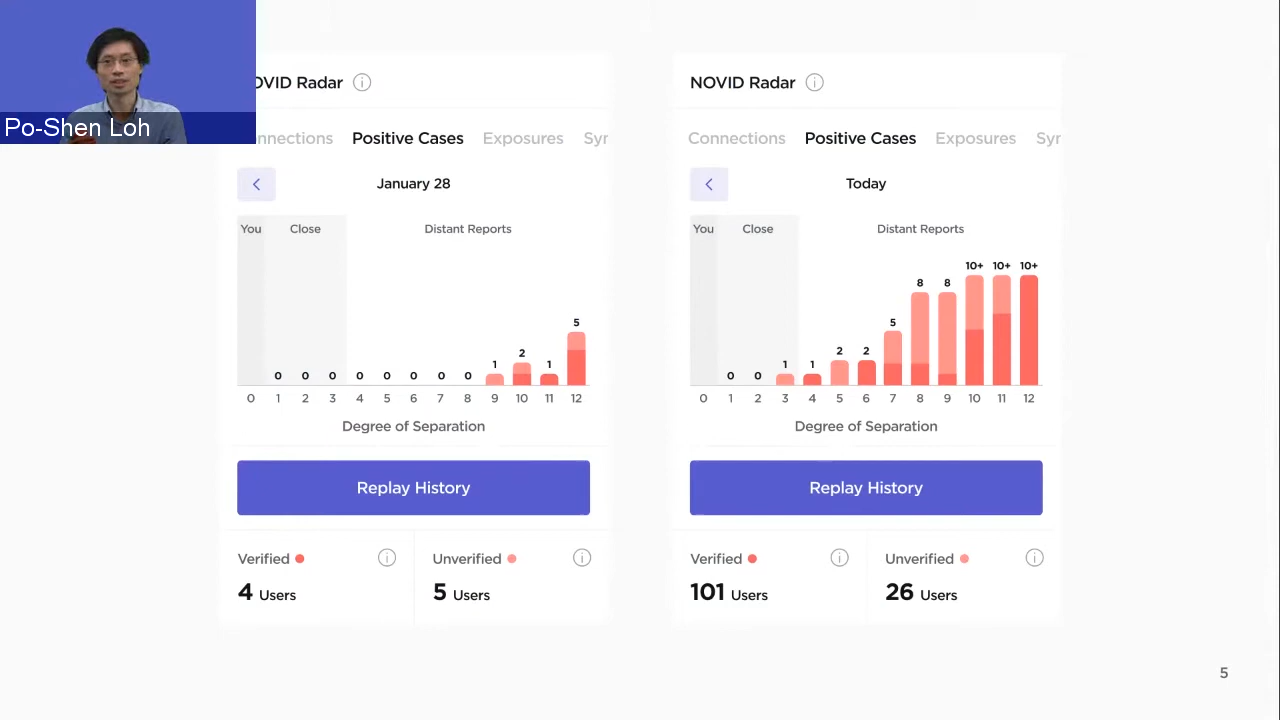 Po-Shen Loh
OVID Radar
nnections Positive Cases Exposures Syr
January 28
You Close Distant Reports
0 0 0 0 0 0 0 0 1 2 1 5
0 1 2 3 4 5 6 7 8 9 10 11 12
Degree of Separation
Replay History
Verified
4 Users
Unverified
5 Users
NOVID Radar
Connections Positive Cases Exposures Syr
Today
You Close Distant Reports
0 0 1 1 2 2 5 8 8 10+ 10+ 10+
0 1 2 3 4 5 6 7 8 9 10 11 12
Degree of Separation
Replay History
Verified
101 Users
Unverified
26 Users
5